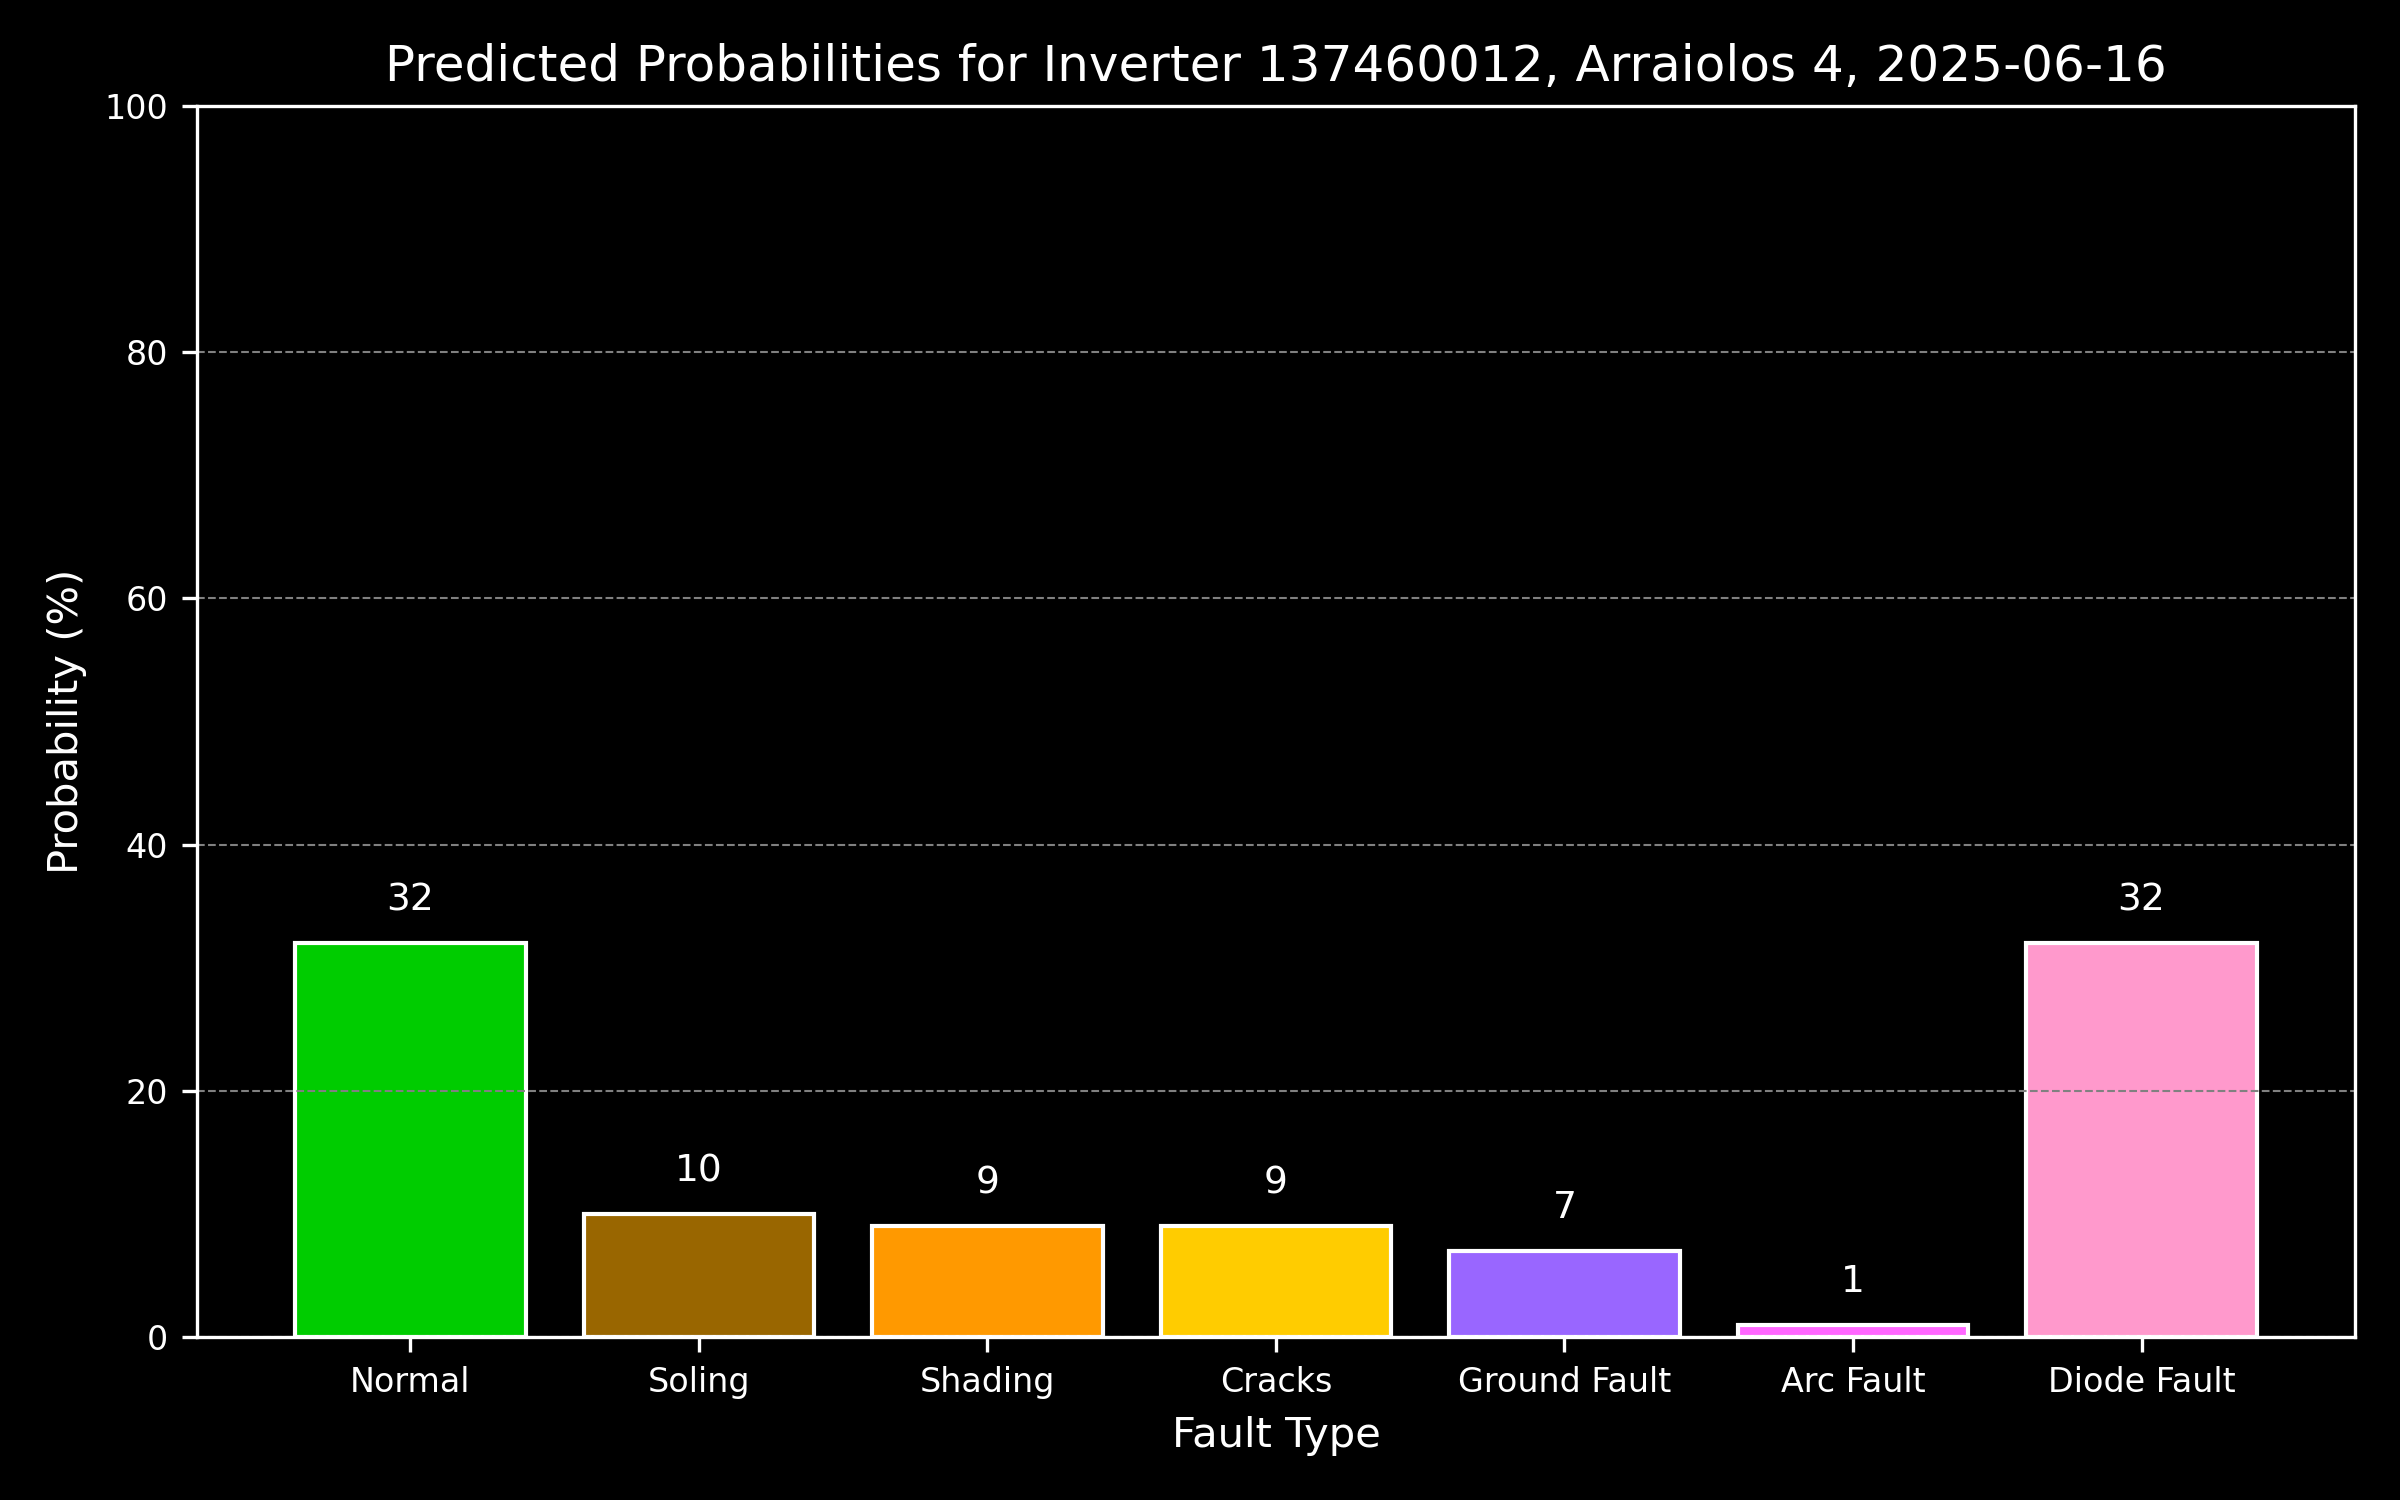 Predicted Probabilities for Inverter 137460012, Arraiolos 4, 2025-06-16
100
80
60
40
20
0
Probability (%)
32
10
9
9
7
1
32
Normal
Soling
Shading
Cracks
Ground Fault
Arc Fault
Diode Fault
Fault Type